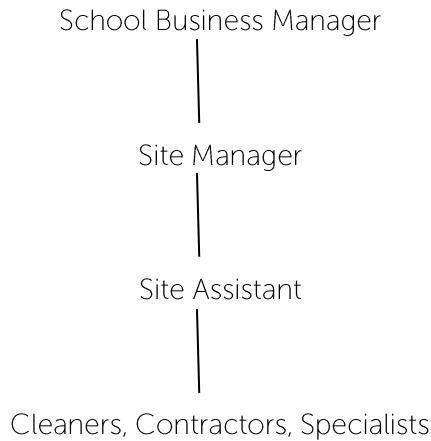 School Business Manager
Site Manager
Site Assistant
Cleaners, Contractors, Specialists